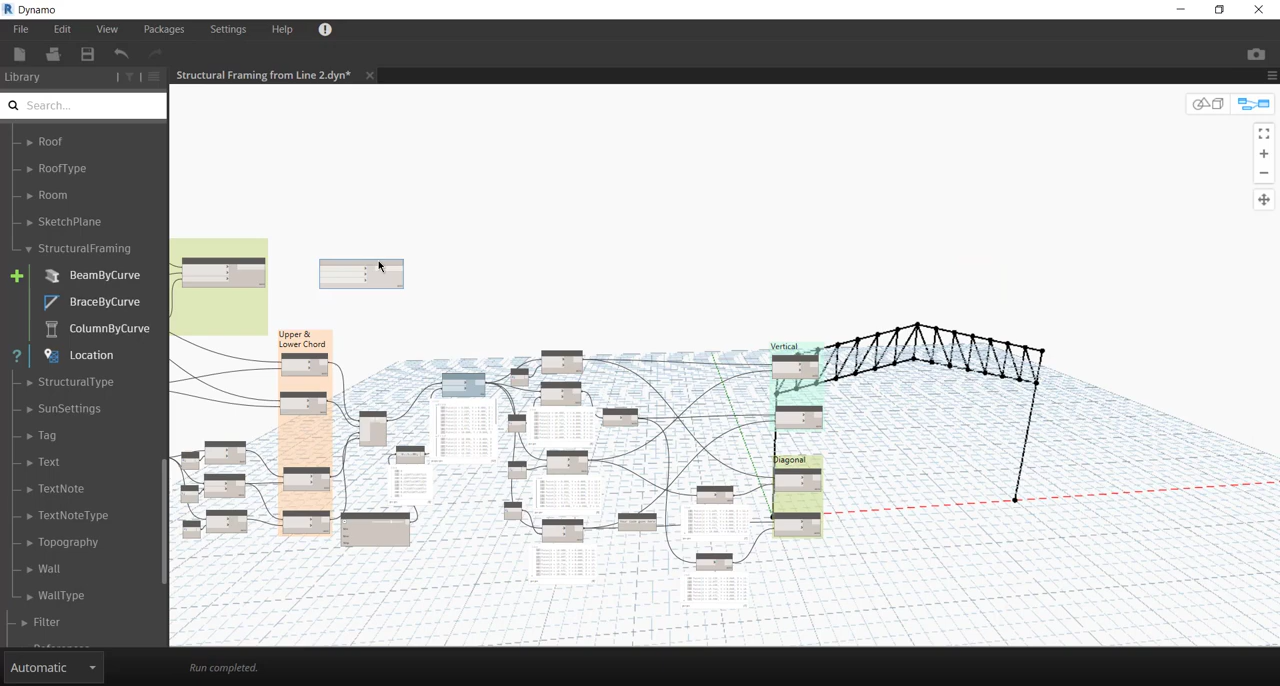 Dynamo
File Edit View Packages Settings Help
Library
Structural Framing from Line 2.dyn*
Search...
Roof
RoofType
Room
SketchPlane
StructuralFraming
BeamByCurve
BraceByCurve
ColumnByCurve
Location
StructuralType
SunSettings
Tag
Text
TextNote
TextNoteType
Topography
Wall
WallType
Filter
Upper &
Lower Chord
Vertical
Diagonal
Automatic
Run completed.